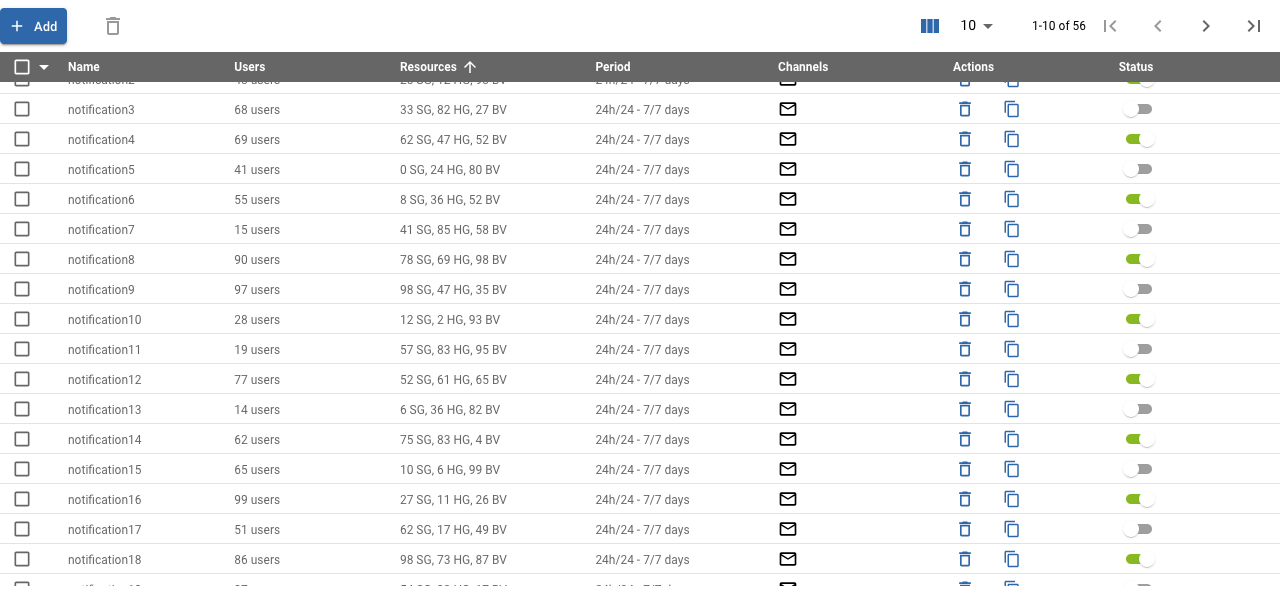 Add
10
1-10 of 56
Name Users Resources Period Channels Actions Status
notification3 68 users 33 SG, 82 HG, 27 BV 24h/24 - 7/7 days
notification4 69 users 62 SG, 47 HG, 52 BV 24h/24 - 7/7 days
notification5 41 users 0 SG, 24 HG, 80 BV 24h/24 - 7/7 days
notification6 55 users 8 SG, 36 HG, 52 BV 24h/24 - 7/7 days
notification7 15 users 41 SG, 85 HG, 58 BV 24h/24 - 7/7 days
notification8 90 users 78 SG, 69 HG, 98 BV 24h/24 - 7/7 days
notification9 97 users 98 SG, 47 HG, 35 BV 24h/24 - 7/7 days
notification10 28 users 12 SG, 2 HG, 93 BV 24h/24 - 7/7 days
notification11 19 users 57 SG, 83 HG, 95 BV 24h/24 - 7/7 days
notification12 77 users 52 SG, 61 HG, 65 BV 24h/24 - 7/7 days
notification13 14 users 6 SG, 36 HG, 82 BV 24h/24 - 7/7 days
notification14 62 users 75 SG, 83 HG, 4 BV 24h/24 - 7/7 days
notification15 65 users 10 SG, 6 HG, 99 BV 24h/24 - 7/7 days
notification16 99 users 27 SG, 11 HG, 26 BV 24h/24 - 7/7 days
notification17 51 users 62 SG, 17 HG, 49 BV 24h/24 - 7/7 days
notification18 86 users 98 SG, 73 HG, 87 BV 24h/24 - 7/7 days